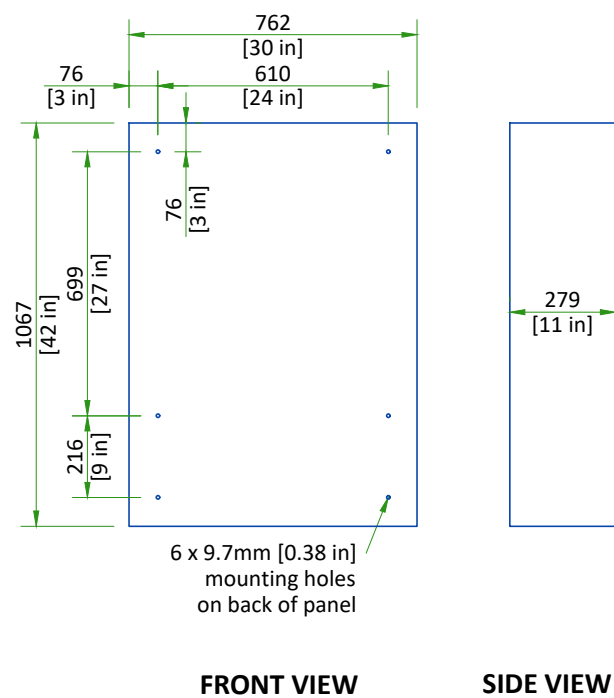 762
[30 in]
76
[3 in]
610
[24 in]
76
[3 in]
699
[27 in]
1067
[42 in]
279
[11 in]
216
[9 in]
6 x 9.7mm [0.38 in]
mounting holes
on back of panel
FRONT VIEW
SIDE VIEW